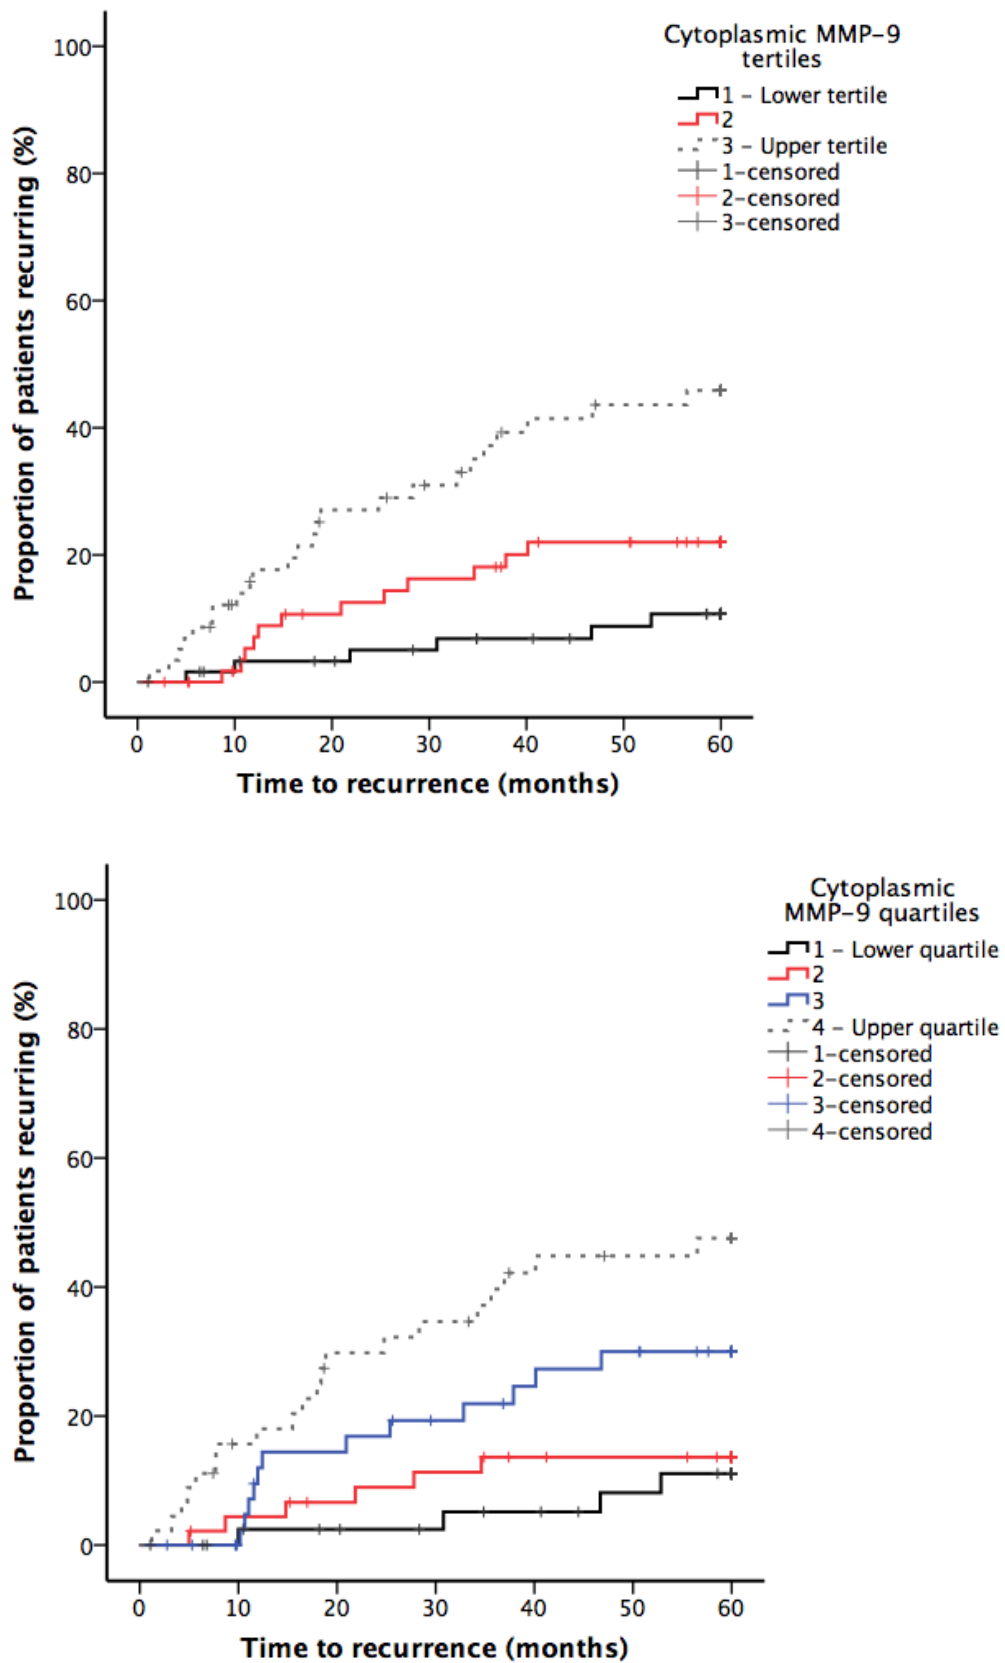 Cytoplasmic MMP-9
tertiles
1 - Lower tertile
2
3 - Upper tertile
1-censored
2-censored
3-censored
Proportion of patients recurring (%)
100
80
60
40
20
0
0 10 20 30 40 50 60
Time to recurrence (months)
Cytoplasmic
MMP-9 quartiles
1 - Lower quartile
2
3
4 - Upper quartile
1-censored
2-censored
3-censored
4-censored
Proportion of patients recurring (%)
100
80
60
40
20
0
0 10 20 30 40 50 60
Time to recurrence (months)